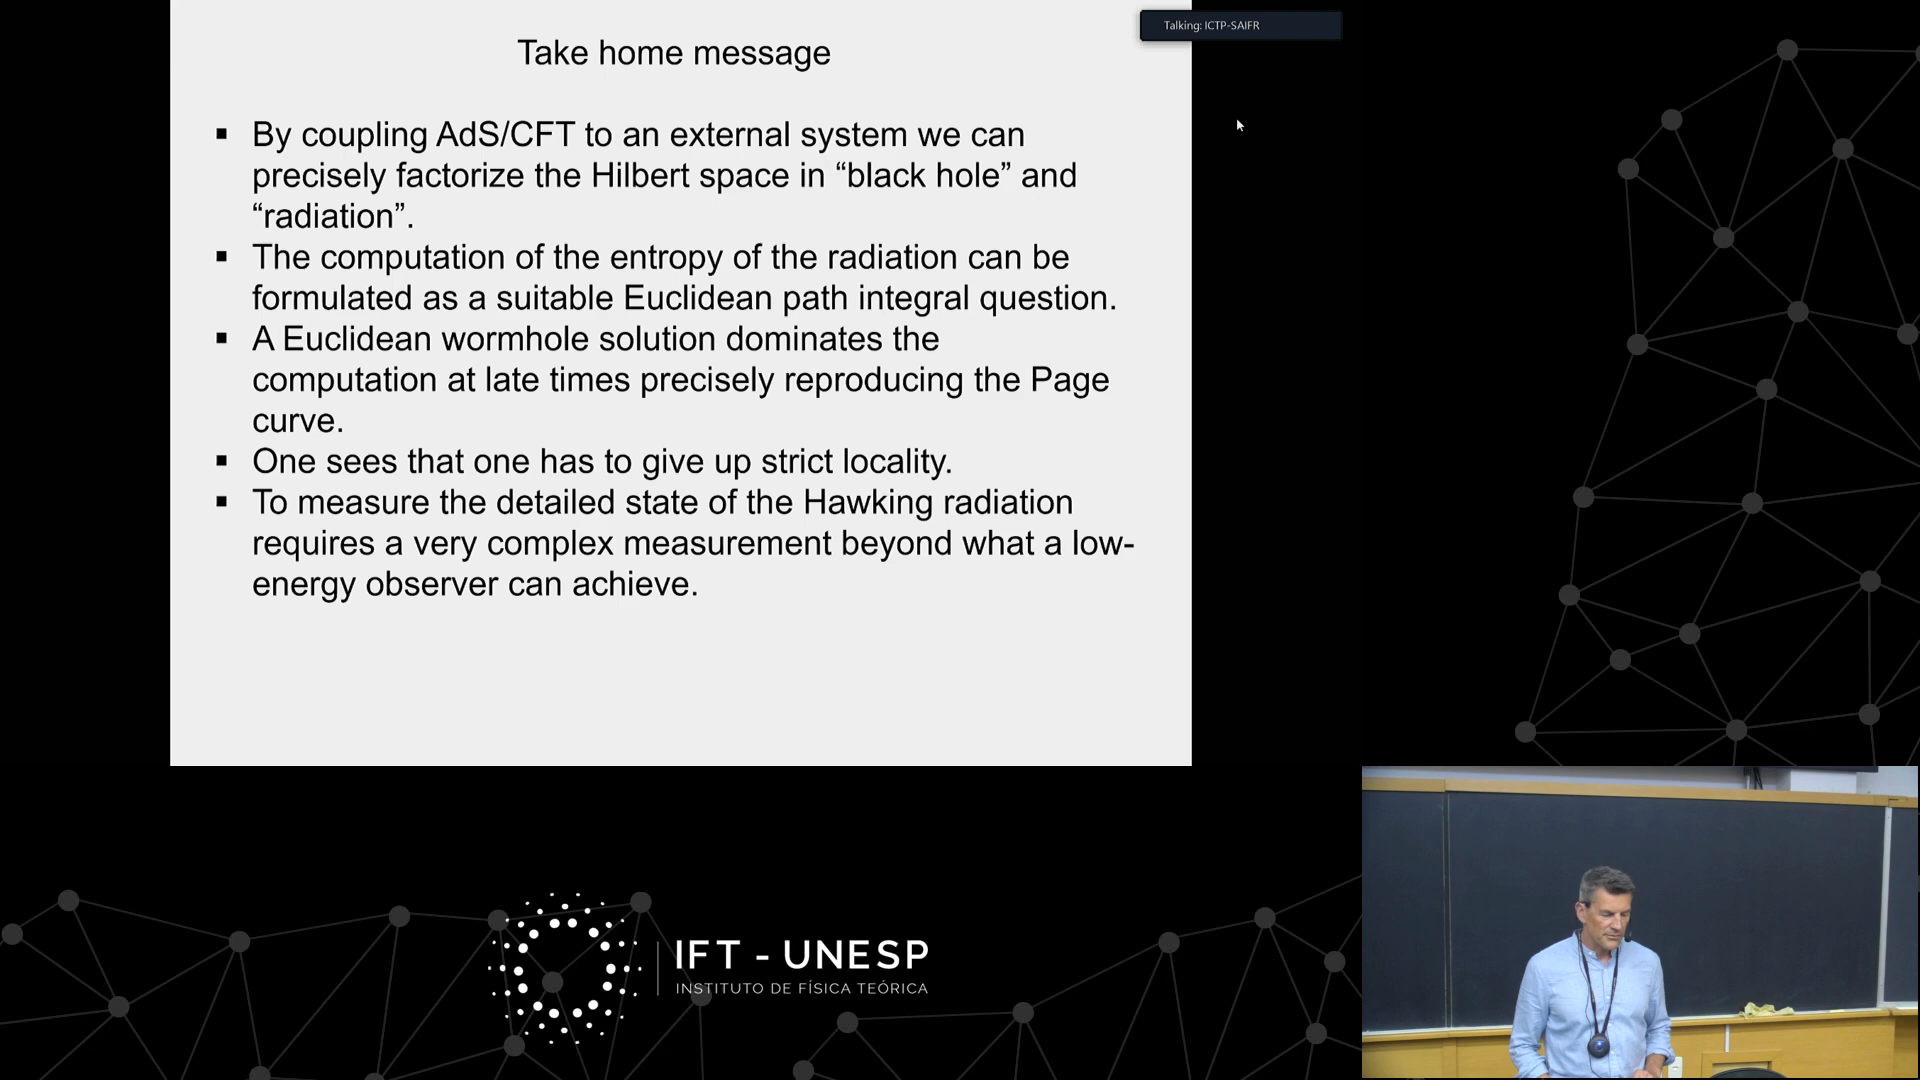 Talking: ICTP-SAIFR
Take home message
▪ By coupling AdS/CFT to an external system we can
precisely factorize the Hilbert space in “black hole” and
“radiation”.
▪ The computation of the entropy of the radiation can be
formulated as a suitable Euclidean path integral question.
▪ A Euclidean wormhole solution dominates the
computation at late times precisely reproducing the Page
curve.
▪ One sees that one has to give up strict locality.
▪ To measure the detailed state of the Hawking radiation
requires a very complex measurement beyond what a low-
energy observer can achieve.
IFT - UNESP
INSTITUTO DE FÍSICA TEÓRICA